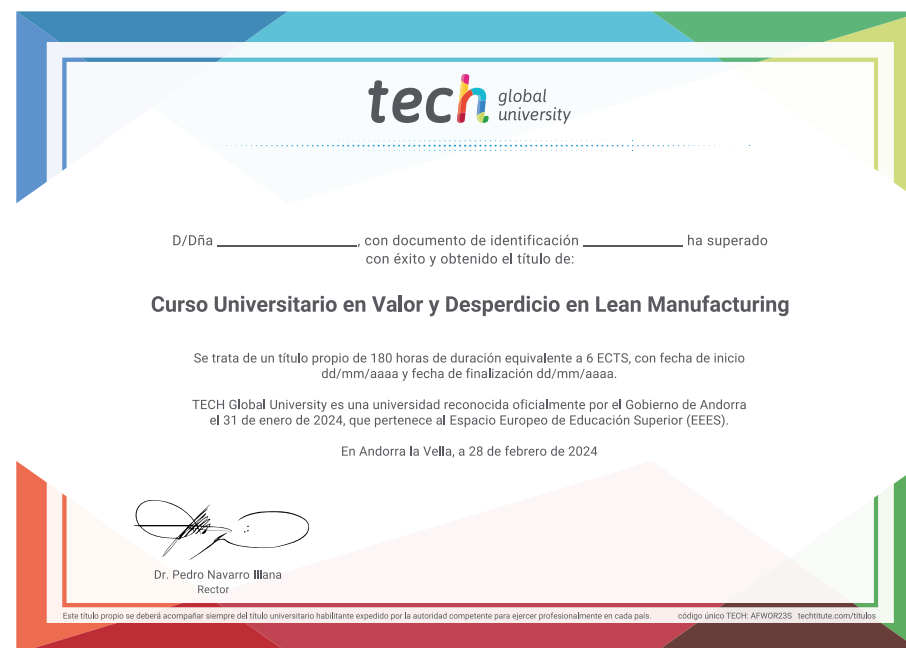 tech global university
D/Dña ____________________, con documento de identificación ______________ ha superado
con éxito y obtenido el título de:
Curso Universitario en Valor y Desperdicio en Lean Manufacturing
Se trata de un título propio de 180 horas de duración equivalente a 6 ECTS, con fecha de inicio
dd/mm/aaaa y fecha de finalización dd/mm/aaaa.
TECH Global University es una universidad reconocida oficialmente por el Gobierno de Andorra
el 31 de enero de 2024, que pertenece al Espacio Europeo de Educación Superior (EEES).
En Andorra la Vella, a 28 de febrero de 2024
Dr. Pedro Navarro Illana
Rector
Este título propio se deberá acompañar siempre del título universitario habilitante expedido por la autoridad competente para ejercer profesionalmente en cada país. código único TECH: AFWOR23S techtitute.com/titulos